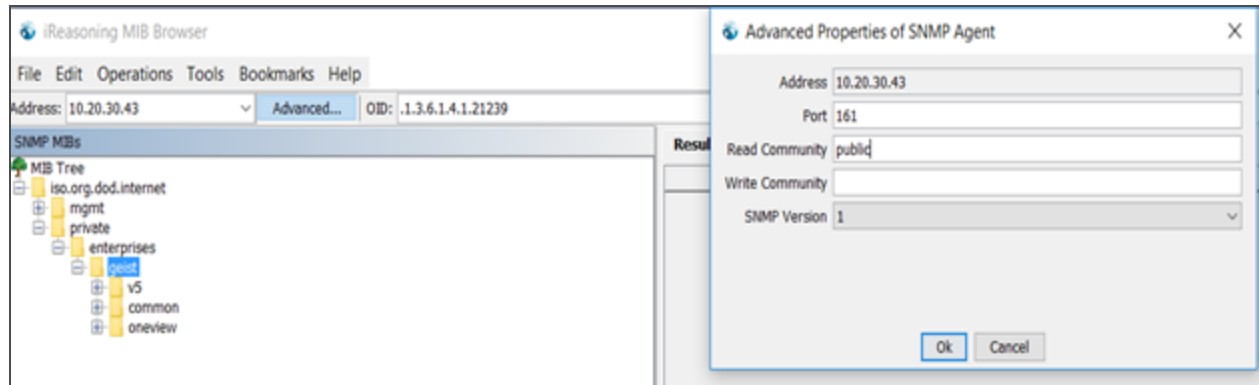 iReasoning MIB Browser
File Edit Operations Tools Bookmarks Help
Address: 10.20.30.43 Advanced... OID: .1.3.6.1.4.1.21239
SNMP MIBs
MIB Tree
iso.org.dod.internet
mgmt
private
enterprises
geist
v5
common
oneview
Resul
Advanced Properties of SNMP Agent
Address 10.20.30.43
Port 161
Read Community public
Write Community
SNMP Version 1
Ok Cancel